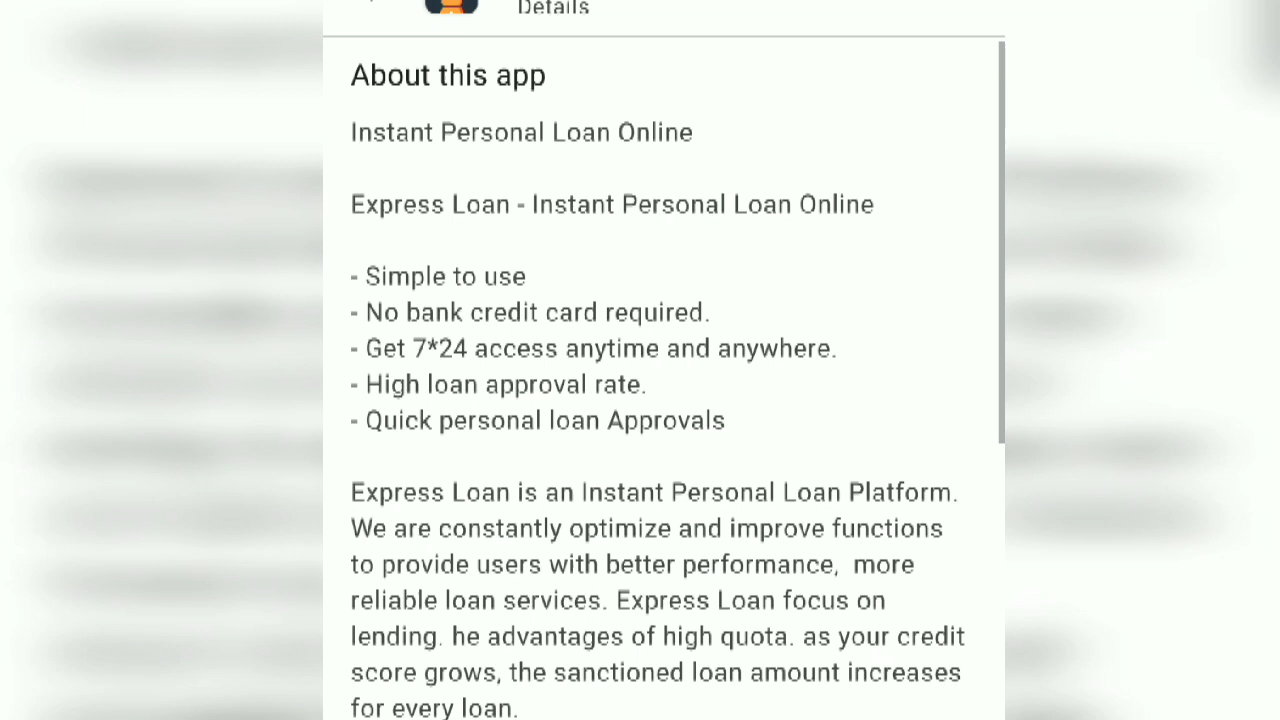 Details
About this app
Instant Personal Loan Online
Express Loan - Instant Personal Loan Online
- Simple to use
- No bank credit card required.
- Get 7*24 access anytime and anywhere.
- High loan approval rate.
- Quick personal loan Approvals
Express Loan is an Instant Personal Loan Platform.
We are constantly optimize and improve functions
to provide users with better performance,  more
reliable loan services. Express Loan focus on
lending. he advantages of high quota. as your credit
score grows, the sanctioned loan amount increases
for every loan.